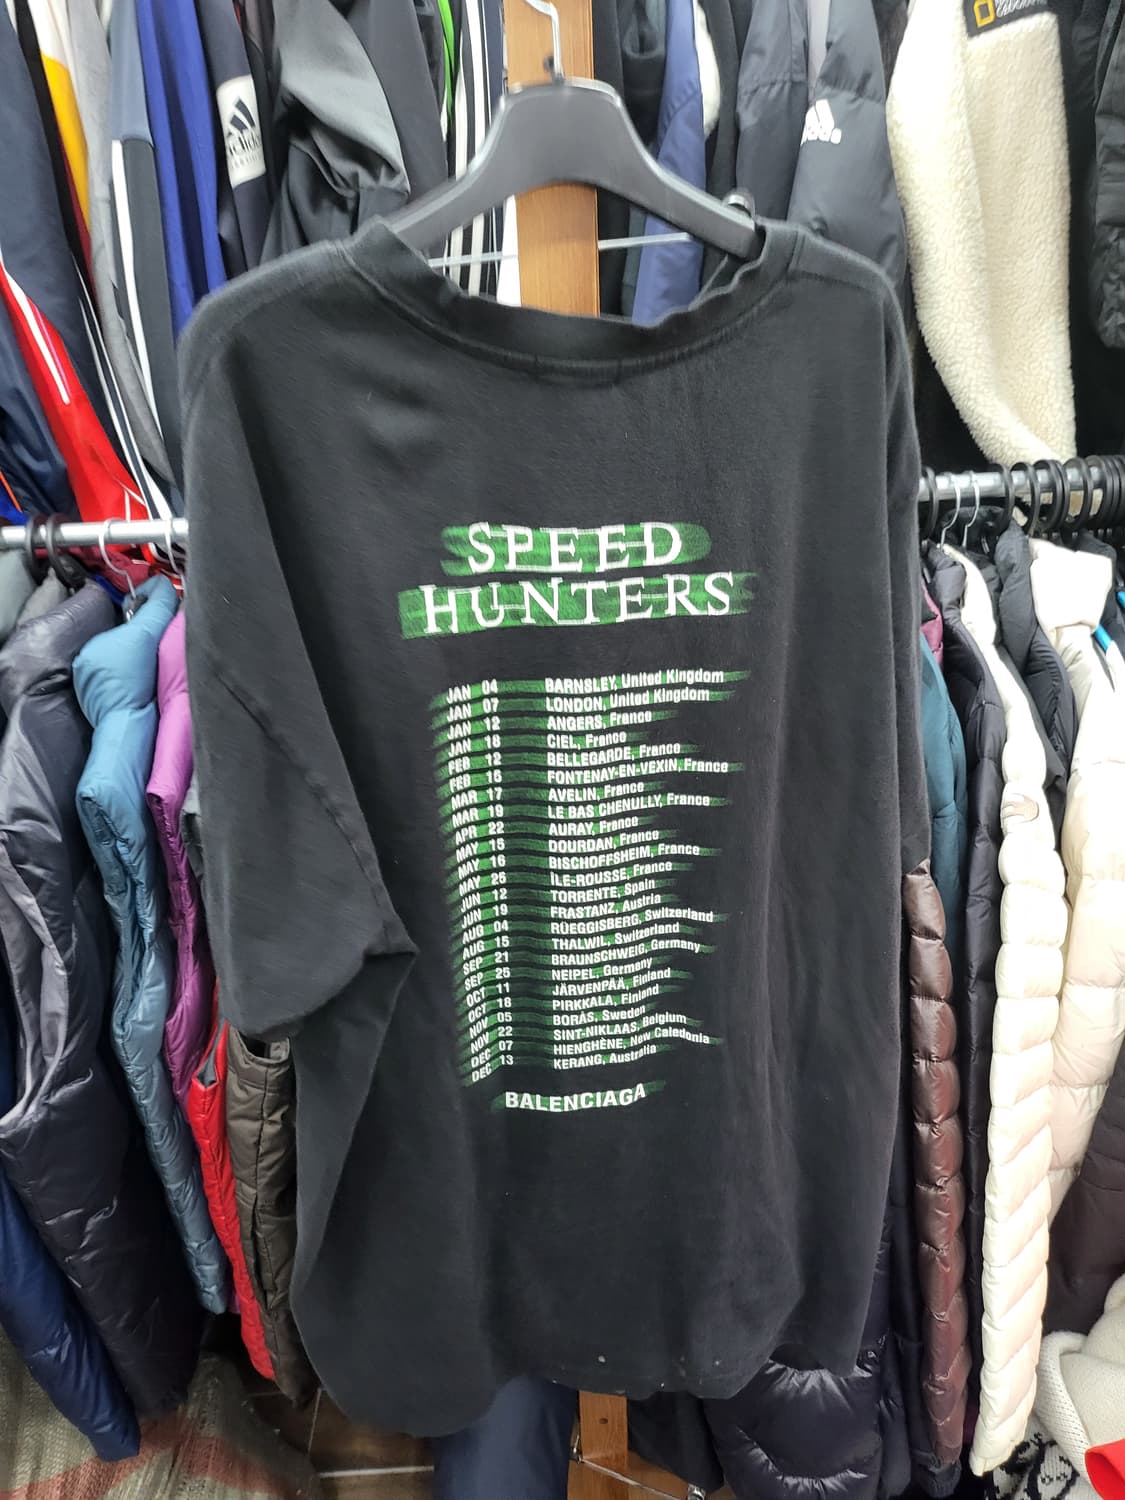 SPEED
HUNTERS
JAN 04 BARNSLEY, United Kingdom
JAN 07 LONDON, United Kingdom
JAN 12 ANGERS, France
JAN 18 CIEL, France
FEB 12 BELLEGARDE, France
FEB 15 FONTENAY-EN-VEXIN, France
MAR 17 AVELIN, France
MAR 19 LE BAS CHENULLY, France
APR 22 AURAY, France
MAY 15 DOURDAN, France
MAY 16 BISCHOFFSHEIM, France
MAY 26 ÎLE-ROUSSE, France
JUN 12 TORRENTE, Spain
JUN 19 FRASTANZ, Austria
AUG 04 RÜEGGISBERG, Switzerland
AUG 15 THALWIL, Switzerland
SEP 21 BRAUNSCHWEIG, Germany
SEP 25 NEIPEL, Germany
OCT 11 JÄRVENPÄÄ, Finland
OCT 18 PIRKKALA, Finland
NOV 05 BORÅS, Sweden
NOV 22 SINT-NIKLAAS, Belgium
DEC 07 HIENGHÈNE, New Caledonia
DEC 13 KERANG, Australia
BALENCIAGA